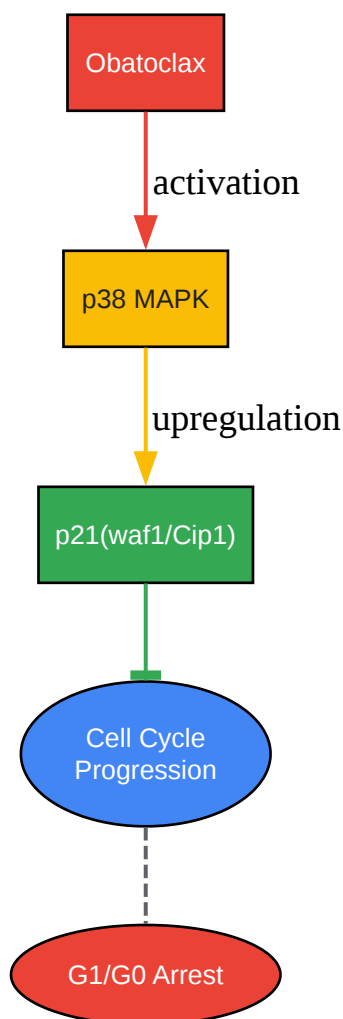 Obatoclax
activation
p38 MAPK
upregulation
p21(waf1/Cip1)
Cell Cycle
Progression
G1/G0 Arrest